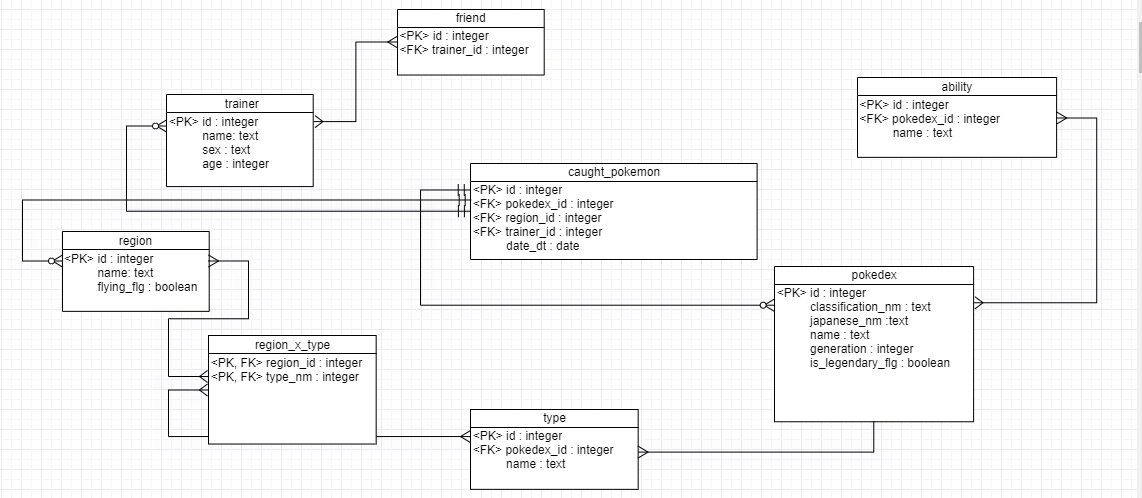 friend
<PK> id : integer
<FK> trainer_id : integer
trainer
<PK> id : integer
name: text
sex : text
age : integer
ability
<PK> id : integer
<FK> pokedex_id : integer
name : text
caught_pokemon
<PK> id : integer
<FK> pokedex_id : integer
<FK> region_id : integer
<FK> trainer_id : integer
date_dt : date
region
<PK> id : integer
name: text
flying_flg : boolean
pokedex
<PK> id : integer
classification_nm : text
japanese_nm :text
name : text
generation : integer
is_legendary_flg : boolean
region_x_type
<PK, FK> region_id : integer
<PK, FK> type_nm : integer
type
<PK> id : integer
<FK> pokedex_id : integer
name : text